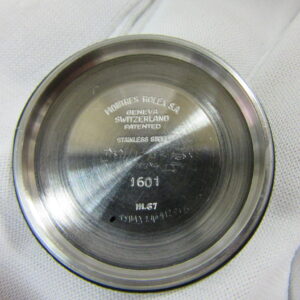 MONTRES ROLEX S.A.
GENEVA
SWITZERLAND
PATENTED
STAINLESS STEEL
1601
III.67